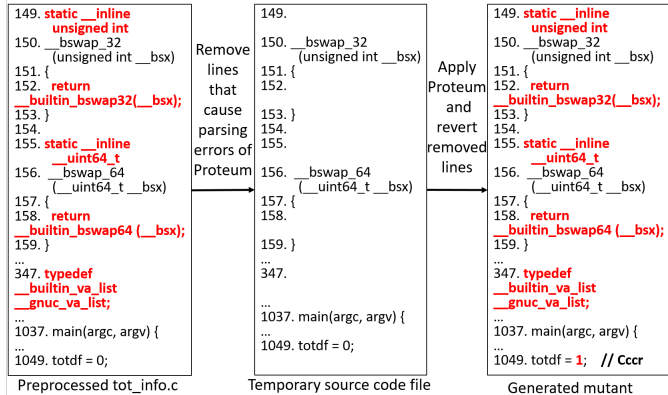 149. static __inline
unsigned int
150. __bswap_32
(unsigned int __bsx)
151. {
152. return
__builtin_bswap32(__bsx);
153. }
154.
155. static __inline
__uint64_t
156. __bswap_64
(__uint64_t __bsx)
157. {
158. return
__builtin_bswap64 (__bsx);
159. }
...
347. typedef
__builtin_va_list
__gnuc_va_list;
...
1037. main(argc, argv) {
...
1049. totdf = 0;
Preprocessed tot_info.c
Remove
lines
that
cause
parsing
errors of
Proteum
149.
150. __bswap_32
(unsigned int __bsx)
151. {
152.
153. }
154.
155.
156. __bswap_64
(__uint64_t __bsx)
157. {
158.
159. }
...
347.
...
1037. main(argc, argv) {
...
1049. totdf = 0;
Temporary source code file
Apply
Proteum
and
revert
removed
lines
149. static __inline
unsigned int
150. __bswap_32
(unsigned int __bsx)
151. {
152. return
__builtin_bswap32(__bsx);
153. }
154.
155. static __inline
__uint64_t
156. __bswap_64
(__uint64_t __bsx)
157. {
158. return
__builtin_bswap64 (__bsx);
159. }
...
347. typedef
__builtin_va_list
__gnuc_va_list;
...
1037. main(argc, argv) {
...
1049. totdf = 1; // Cccr
Generated mutant